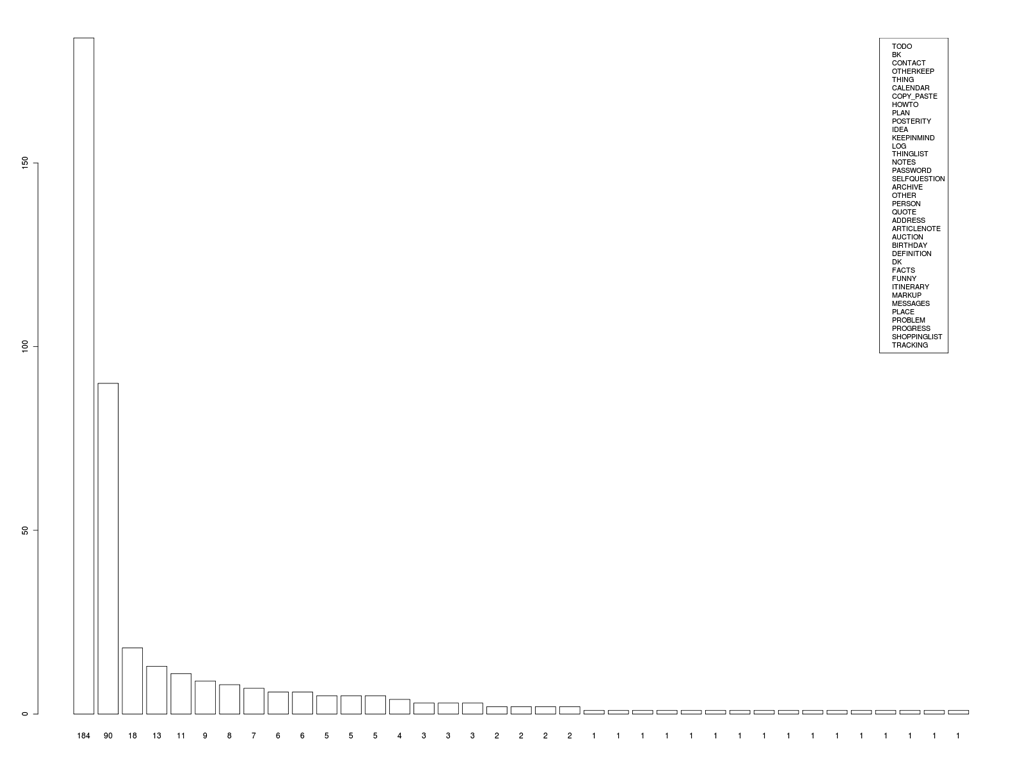 TODO
BK
CONTACT
OTHERKEEP
THING
CALENDAR
COPY_PASTE
HOWTO
PLAN
POSTERITY
IDEA
KEEPINMIND
LOG
THINGLIST
NOTES
PASSWORD
SELFQUESTION
ARCHIVE
OTHER
PERSON
QUOTE
ADDRESS
ARTICLENOTE
AUCTION
BIRTHDAY
DEFINITION
DK
FACTS
FUNNY
ITINERARY
MARKUP
MESSAGES
PLACE
PROBLEM
PROGRESS
SHOPPINGLIST
TRACKING
150
100
50
0
184 90 18 13 11 9 8 7 6 6 5 5 5 4 3 3 3 2 2 2 2 1 1 1 1 1 1 1 1 1 1 1 1 1 1 1 1